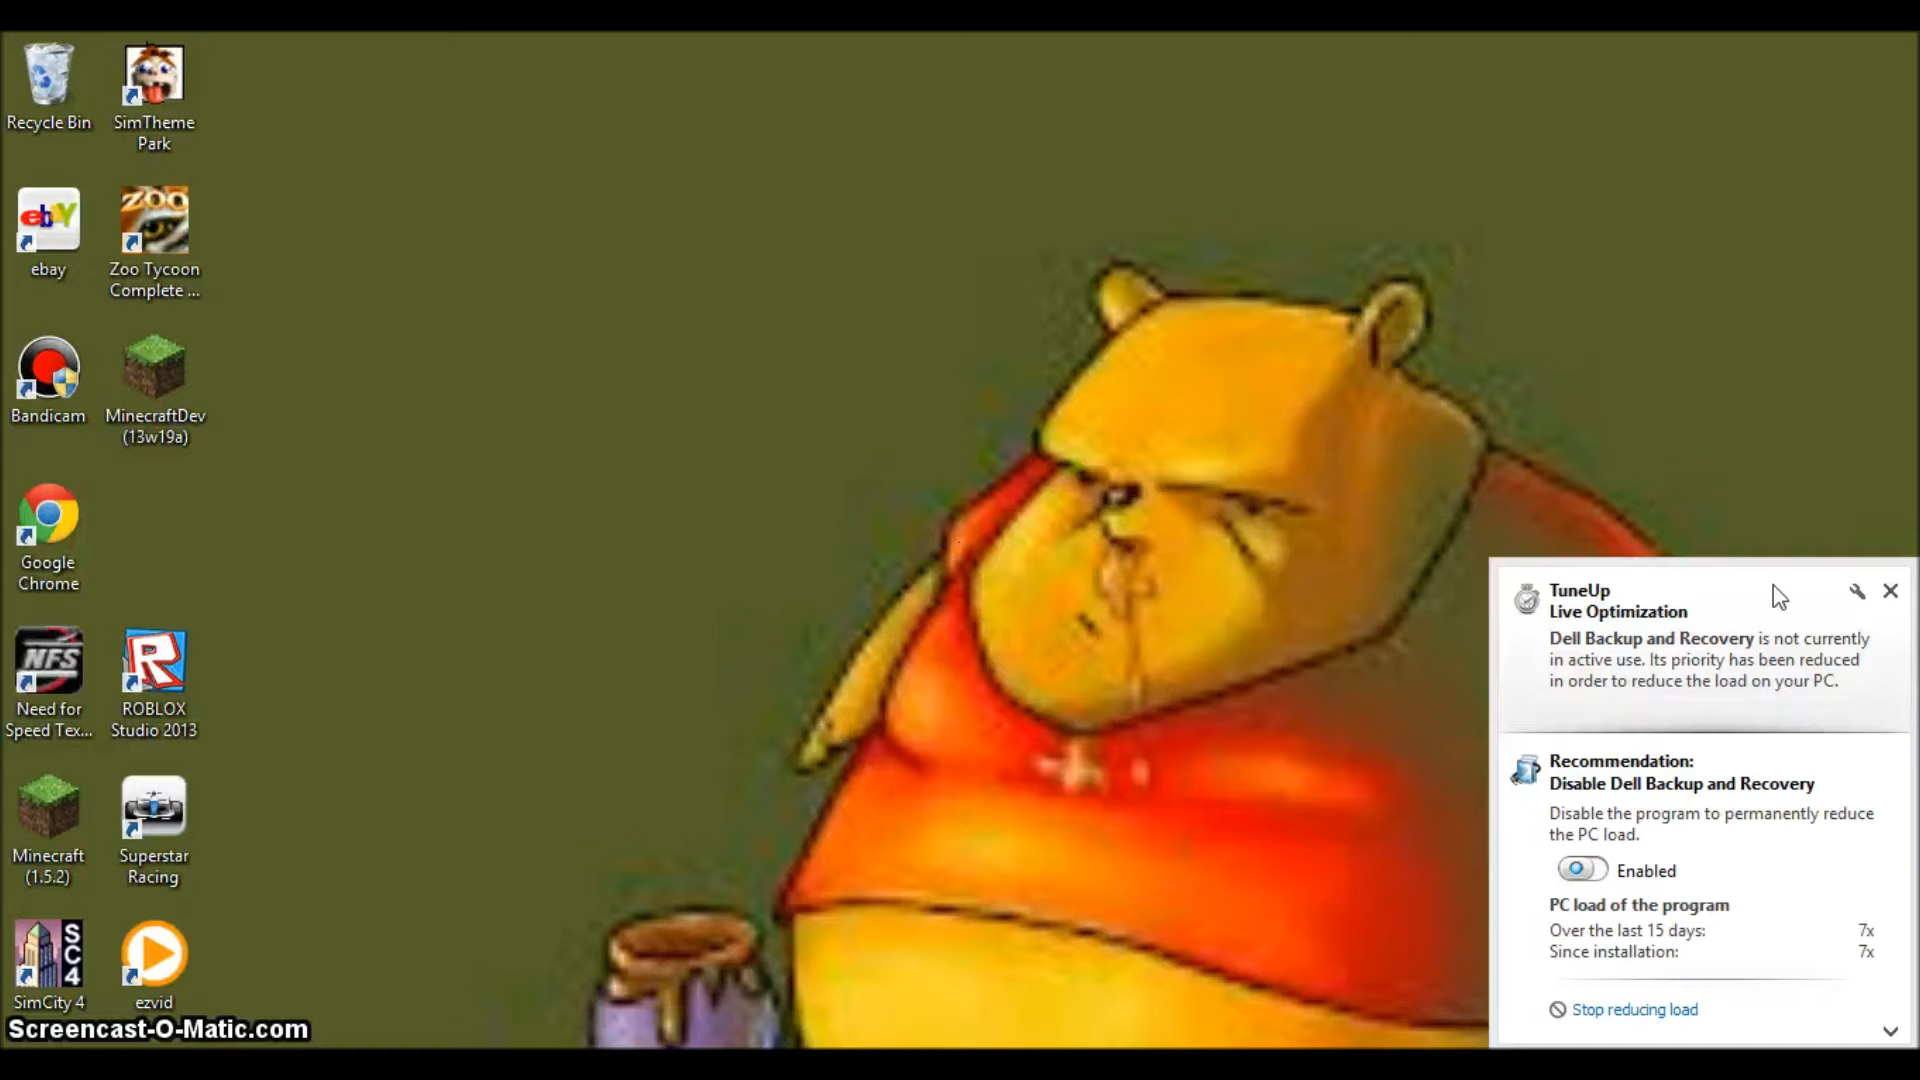 Recycle Bin
SimTheme
Park
ebay
ebay
ZOO
Zoo Tycoon
Complete ...
Bandicam
MinecraftDev
(13w19a)
Google
Chrome
NFS
Need for
Speed Tex...
R
ROBLOX
Studio 2013
Minecraft
(1.5.2)
Superstar
Racing
SC4
SimCity 4
ezvid
Screencast-O-Matic.com
TuneUp
Live Optimization
Dell Backup and Recovery is not currently
in active use. Its priority has been reduced
in order to reduce the load on your PC.
Recommendation:
Disable Dell Backup and Recovery
Disable the program to permanently reduce
the PC load.
Enabled
PC load of the program
Over the last 15 days: 7x
Since installation: 7x
Stop reducing load